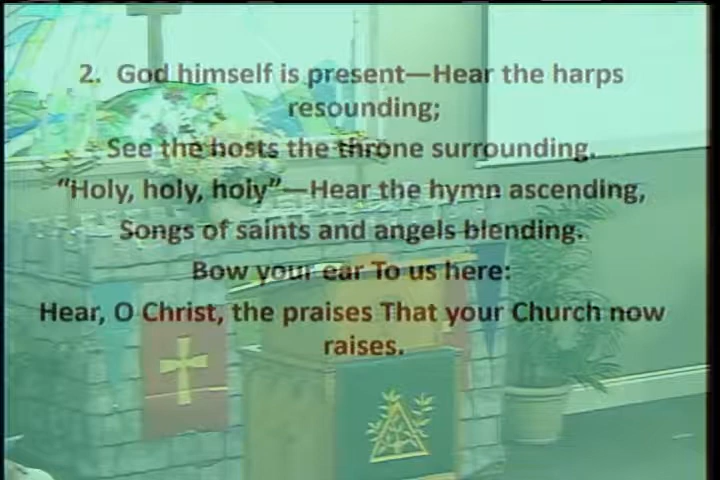 2. God himself is present—Hear the harps
resounding;
See the hosts the throne surrounding.
“Holy, holy, holy”—Hear the hymn ascending,
Songs of saints and angels blending.
Bow your ear To us here:
Hear, O Christ, the praises That your Church now
raises.